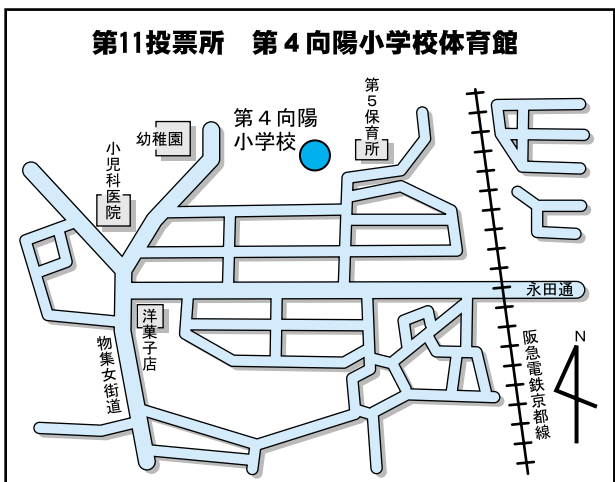 第11投票所　第４向陽小学校体育館
第５保育所
第４向陽
小学校
幼稚園
小児科医院
永田通
洋菓子店
物集女街道
阪急電鉄京都線
N